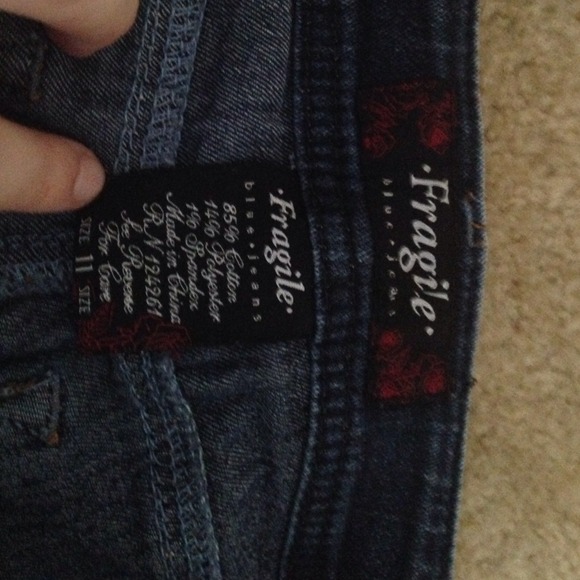 ·Fragile·
blue·jeans
·Fragile·
blue·jeans
85% Cotton
14% Polyester
1% Spandex
Made in China
RN 124261
See Reverse
For Care
SIZE 11 SIZE